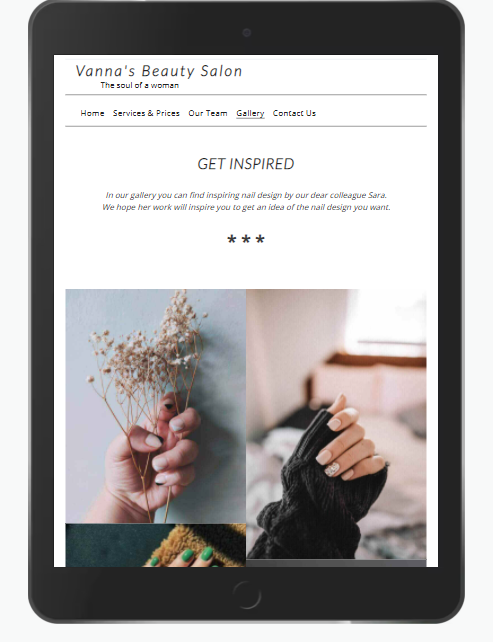 Vanna's Beauty Salon
The soul of a woman
Home Services & Prices Our Team Gallery Contact Us
GET INSPIRED
In our gallery you can find inspiring nail design by our dear colleague Sara.
We hope her work will inspire you to get an idea of the nail design you want.
***